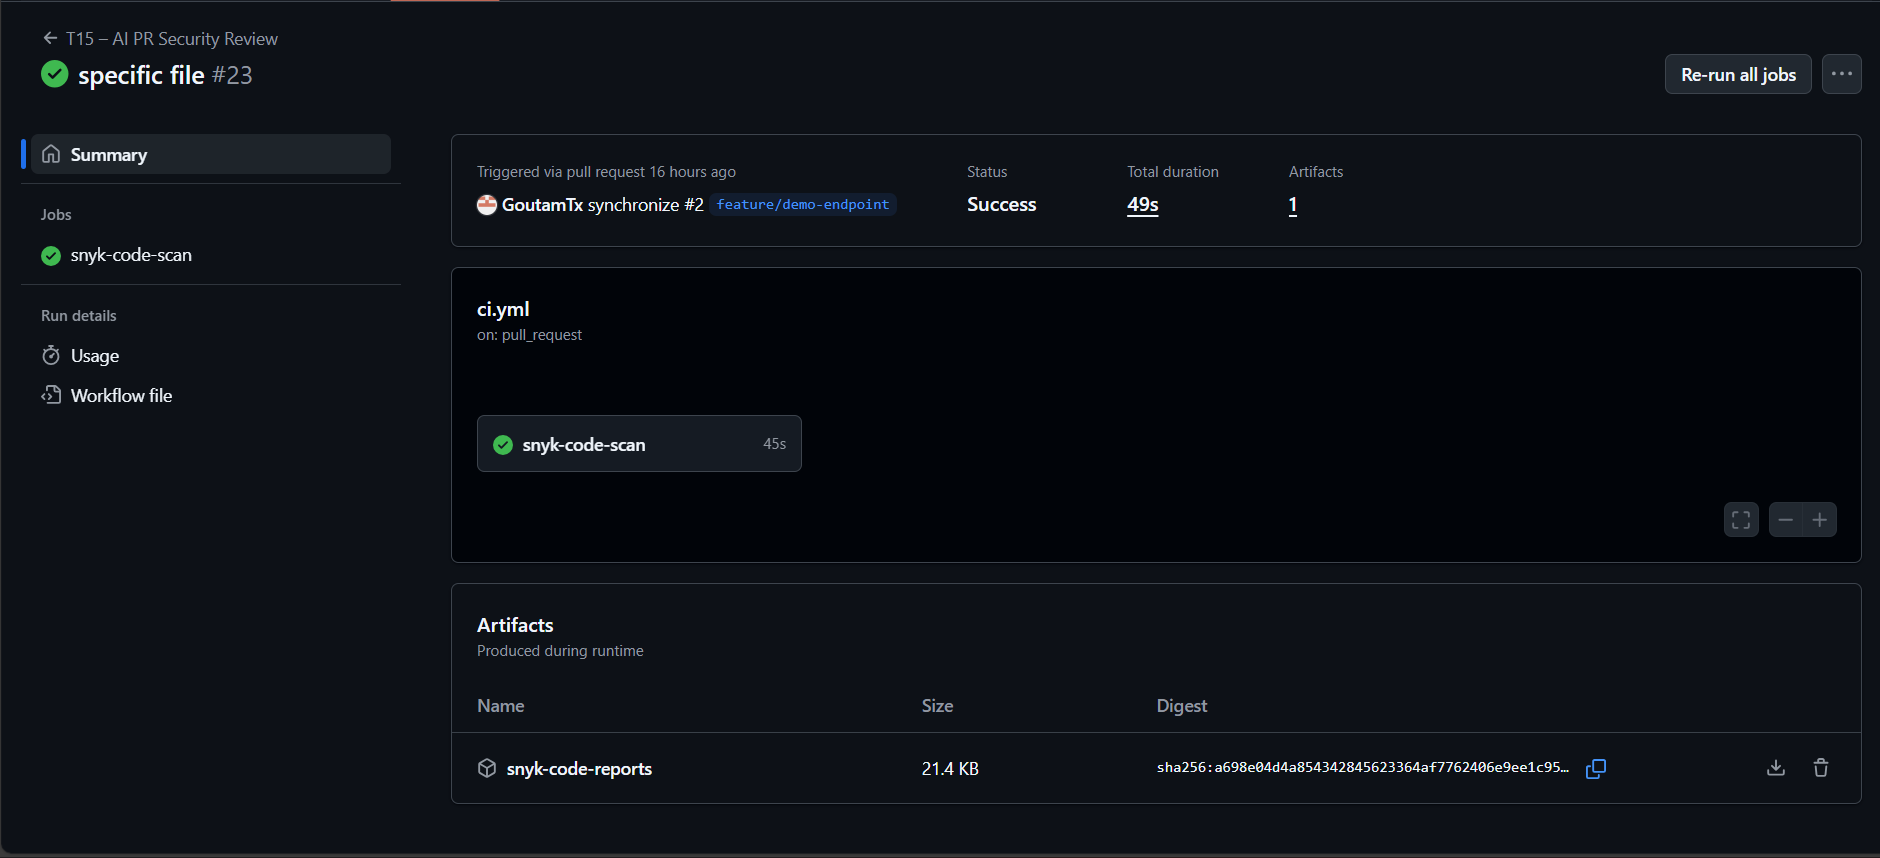 T15 – AI PR Security Review
specific file #23
Re-run all jobs
Summary
Jobs
snyk-code-scan
Run details
Usage
Workflow file
Triggered via pull request 16 hours ago
GoutamTx synchronize #2 feature/demo-endpoint
Status
Success
Total duration
49s
Artifacts
1
ci.yml
on: pull_request
snyk-code-scan 45s
Artifacts
Produced during runtime
Name Size Digest
snyk-code-reports 21.4 KB sha256:a698e04d4a854342845623364af7762406e9ee1c95…